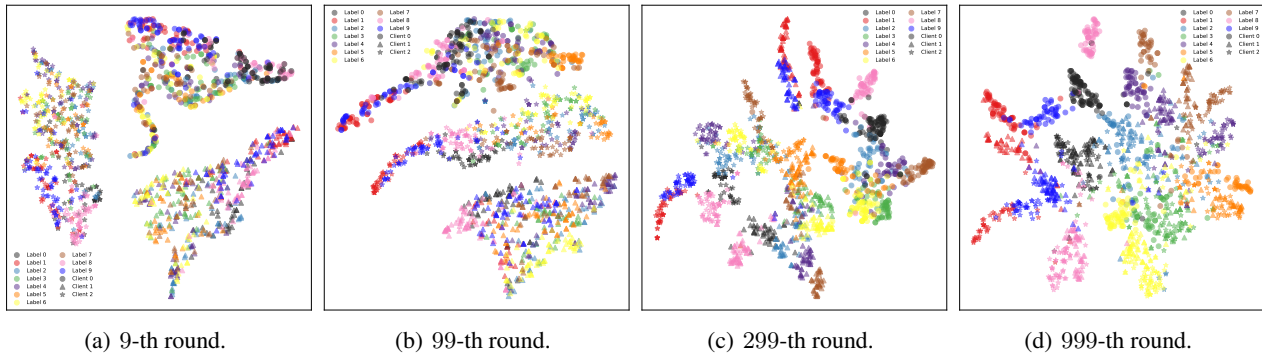 Label 0
Label 1
Label 2
Label 3
Label 4
Label 5
Label 6
Label 7
Label 8
Label 9
Client 0
Client 1
Client 2
(a) 9-th round.
Label 0
Label 1
Label 2
Label 3
Label 4
Label 5
Label 6
Label 7
Label 8
Label 9
Client 0
Client 1
Client 2
(b) 99-th round.
Label 0
Label 1
Label 2
Label 3
Label 4
Label 5
Label 6
Label 7
Label 8
Label 9
Client 0
Client 1
Client 2
(c) 299-th round.
Label 0
Label 1
Label 2
Label 3
Label 4
Label 5
Label 6
Label 7
Label 8
Label 9
Client 0
Client 1
Client 2
(d) 999-th round.